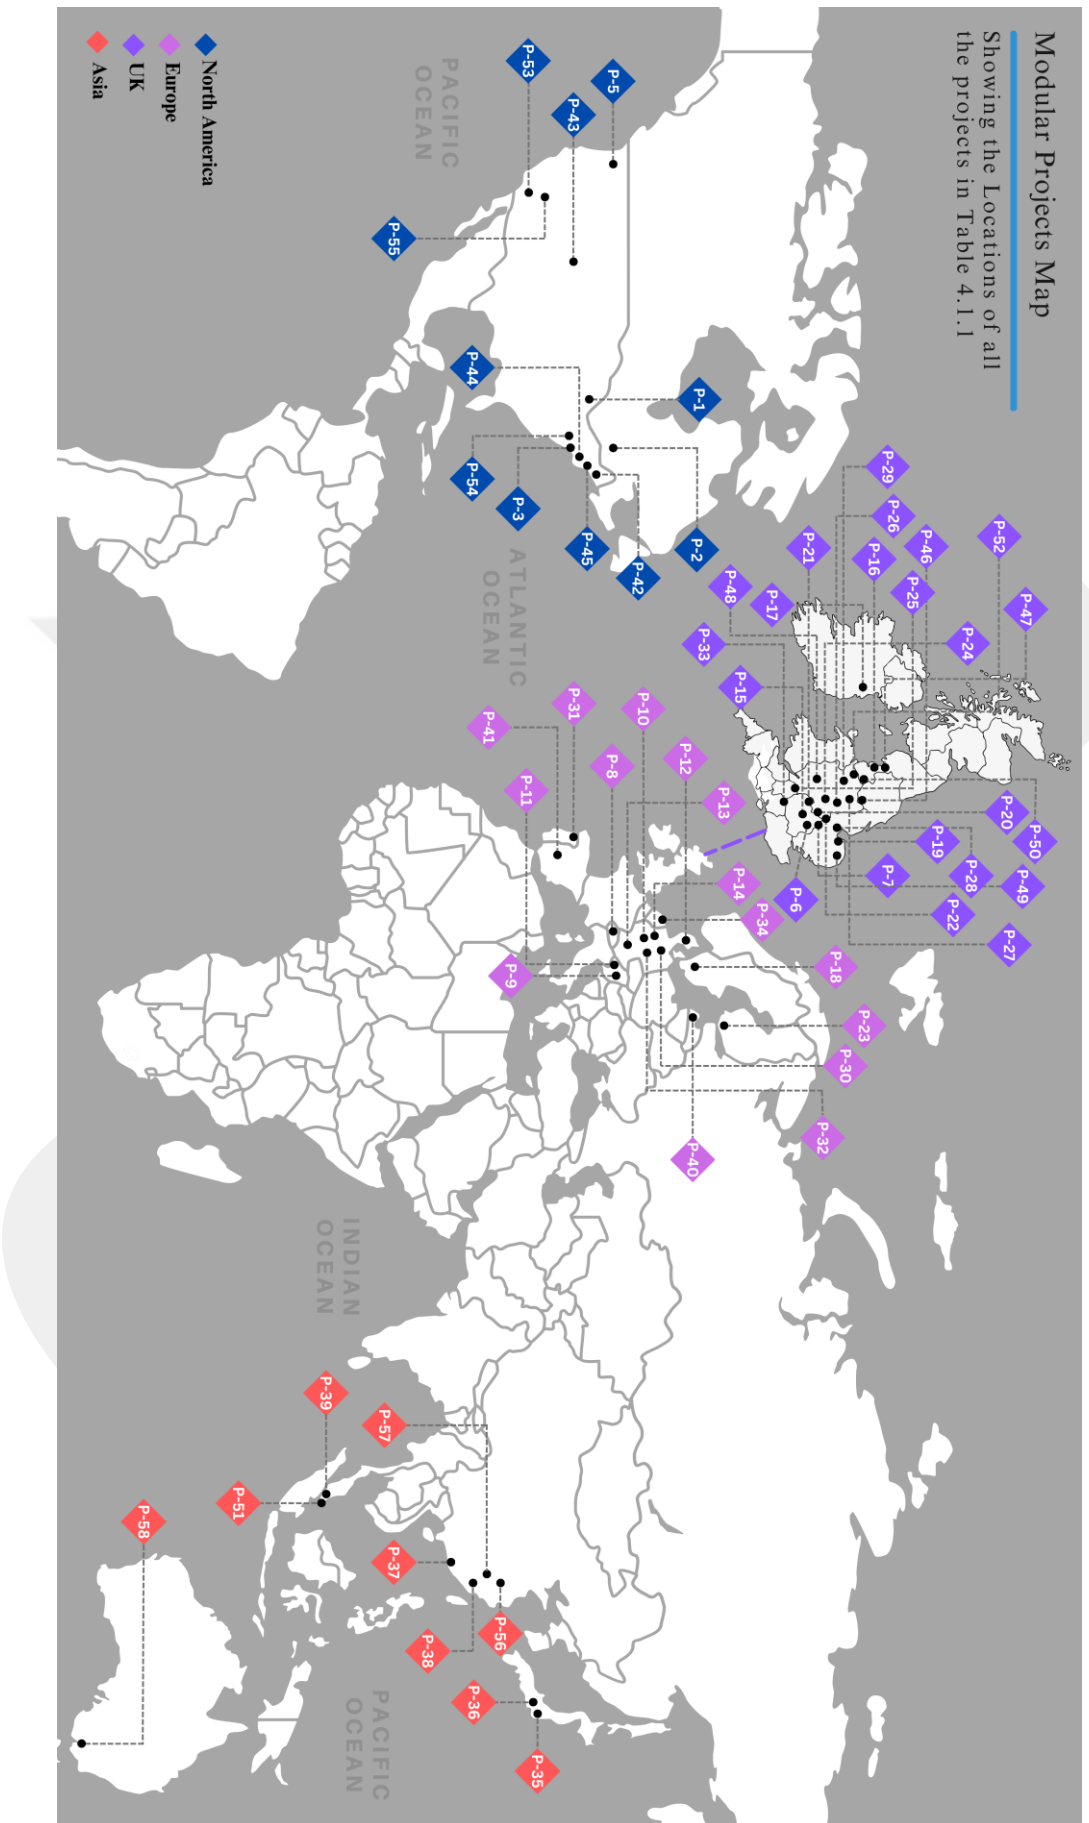 Modular Projects Map
Showing the Locations of all
the projects in Table 4.1.1
P-53
P-5
P-43
P-55
PACIFIC
OCEAN
P-44
P-1
P-54
P-3
P-45
P-42
P-2
ATLANTIC
OCEAN
P-29
P-26
P-21
P-16
P-46
P-52
P-25
P-47
P-48
P-17
P-24
P-33
P-15
P-20
P-50
P-19
P-28
P-7
P-49
P-6
P-22
P-27
P-31
P-41
P-10
P-8
P-12
P-11
P-13
P-14
P-34
P-9
P-18
P-23
P-30
P-32
P-40
INDIAN
OCEAN
P-39
P-57
P-51
P-58
P-37
P-56
P-38
P-36
P-35
PACIFIC
OCEAN
North America
Europe
UK
Asia